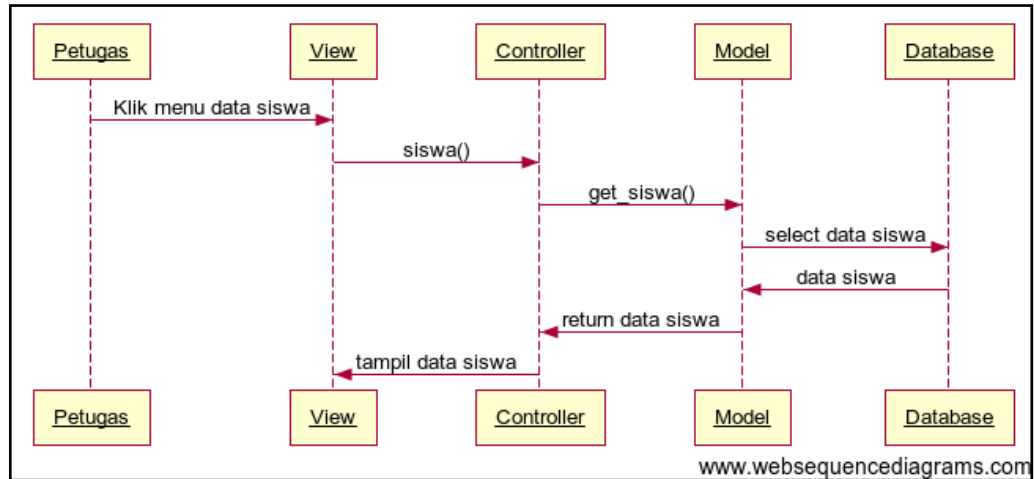 Petugas
View
Controller
Model
Database
Klik menu data siswa
siswa()
get_siswa()
select data siswa
data siswa
return data siswa
tampil data siswa
Petugas
View
Controller
Model
Database
www.websequencediagrams.com